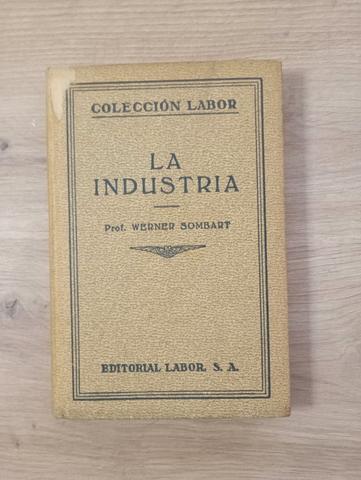 COLECCIÓN LABOR
LA
INDUSTRIA
Prof. WERNER SOMBART
EDITORIAL LABOR, S. A.